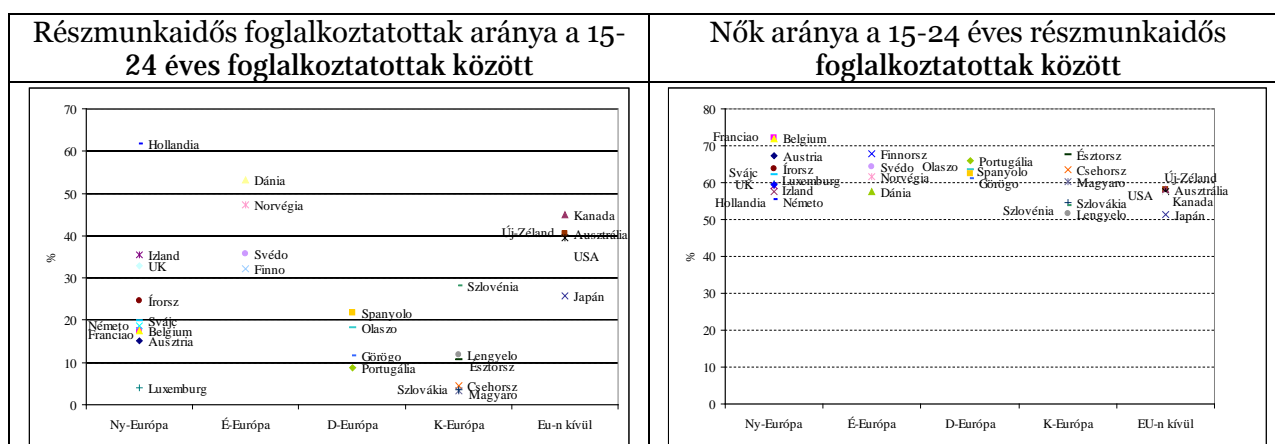 Részmunkaidős foglalkoztatottak aránya a 15-
24 éves foglalkoztatottak között
70
60
50
40
30
20
10
0
%
Hollandia
Izland
UK
Írorsz
Svájc
Németo
Belgium
Franciao
Ausztria
Luxemburg
Dánia
Norvégia
Svédo
Finno
Spanyolo
Olaszo
Görögo
Portugália
Szlovénia
Lengyelo
Észtorsz
Csehorsz
Szlovákia
Magyaro
Kanada
Új-Zéland
Ausztrália
USA
Japán
Ny-Európa
É-Európa
D-Európa
K-Európa
Eu-n kívül
Nők aránya a 15-24 éves részmunkaidős
foglalkoztatottak között
80
70
60
50
40
30
20
10
0
%
Franciao
Belgium
Austria
Írorsz
Svájc
Luxemburg
UK
Izland
Hollandia
Németo
Finnorsz
Svédo
Norvégia
Dánia
Portugália
Olaszo
Spanyolo
Görögo
Észtorsz
Csehorsz
Magyaro
Szlovákia
Szlovénia
Lengyelo
Új-Zéland
Ausztrália
USA
Kanada
Japán
Ny-Európa
É-Európa
D-Európa
K-Európa
EU-n kívül